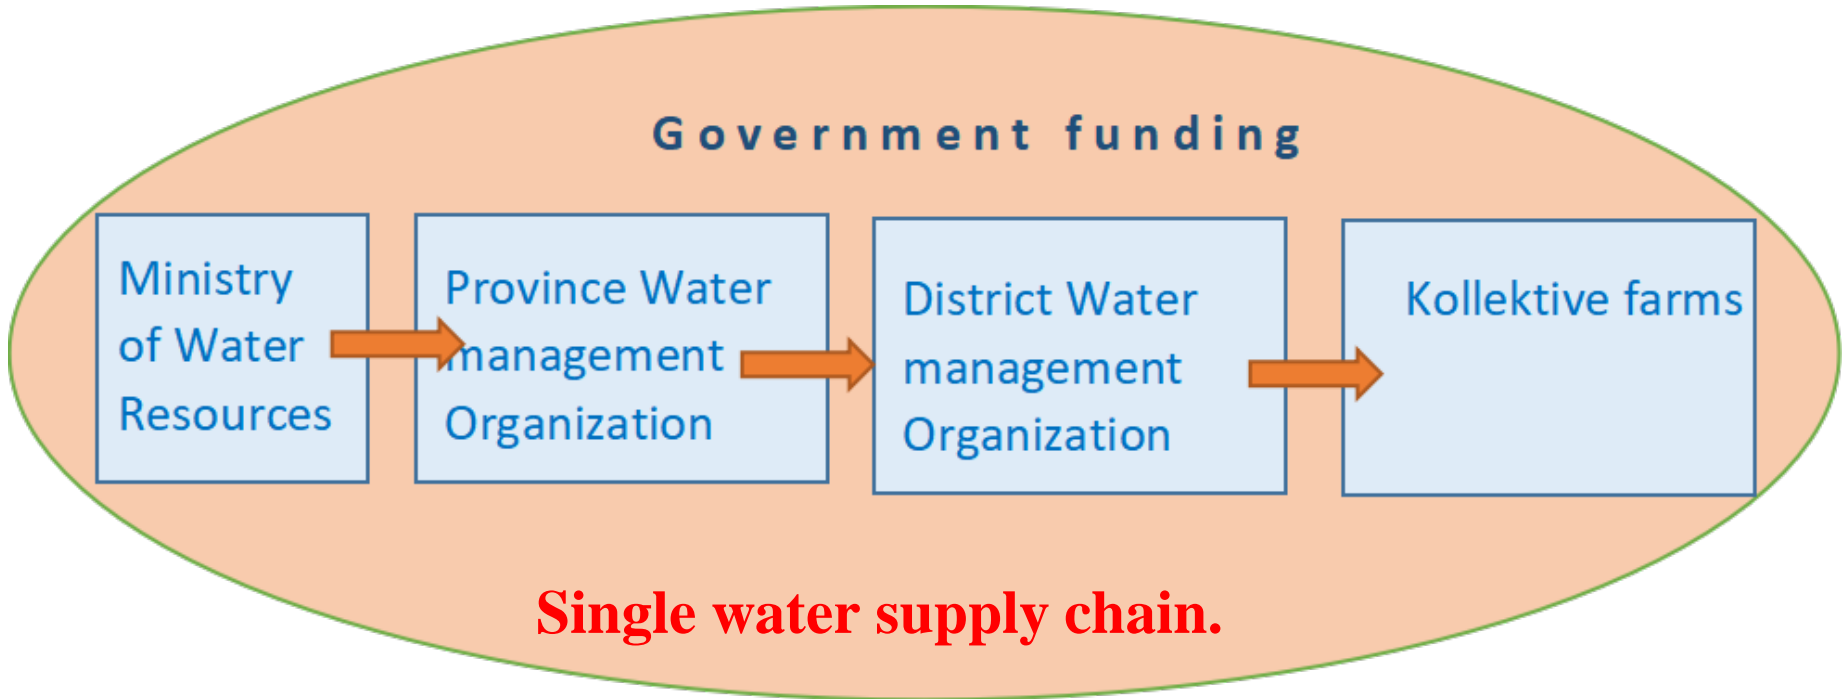 Government funding
Ministry
of Water
Resources
Province Water
management
Organization
District Water
management
Organization
Kollektive farms
Single water supply chain.